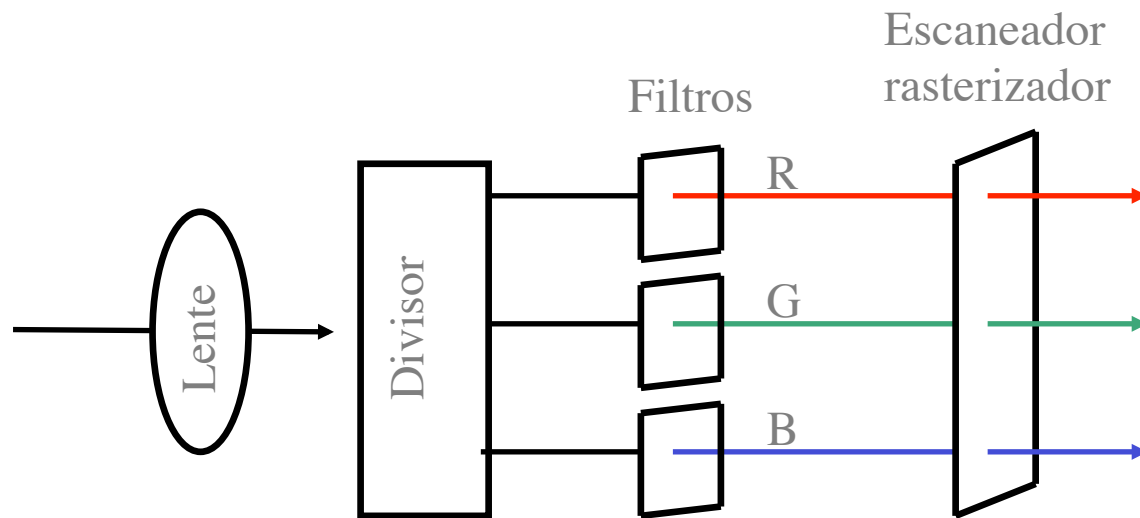 Escaneador
rasterizador
Filtros
R
Lente
Divisor
G
B